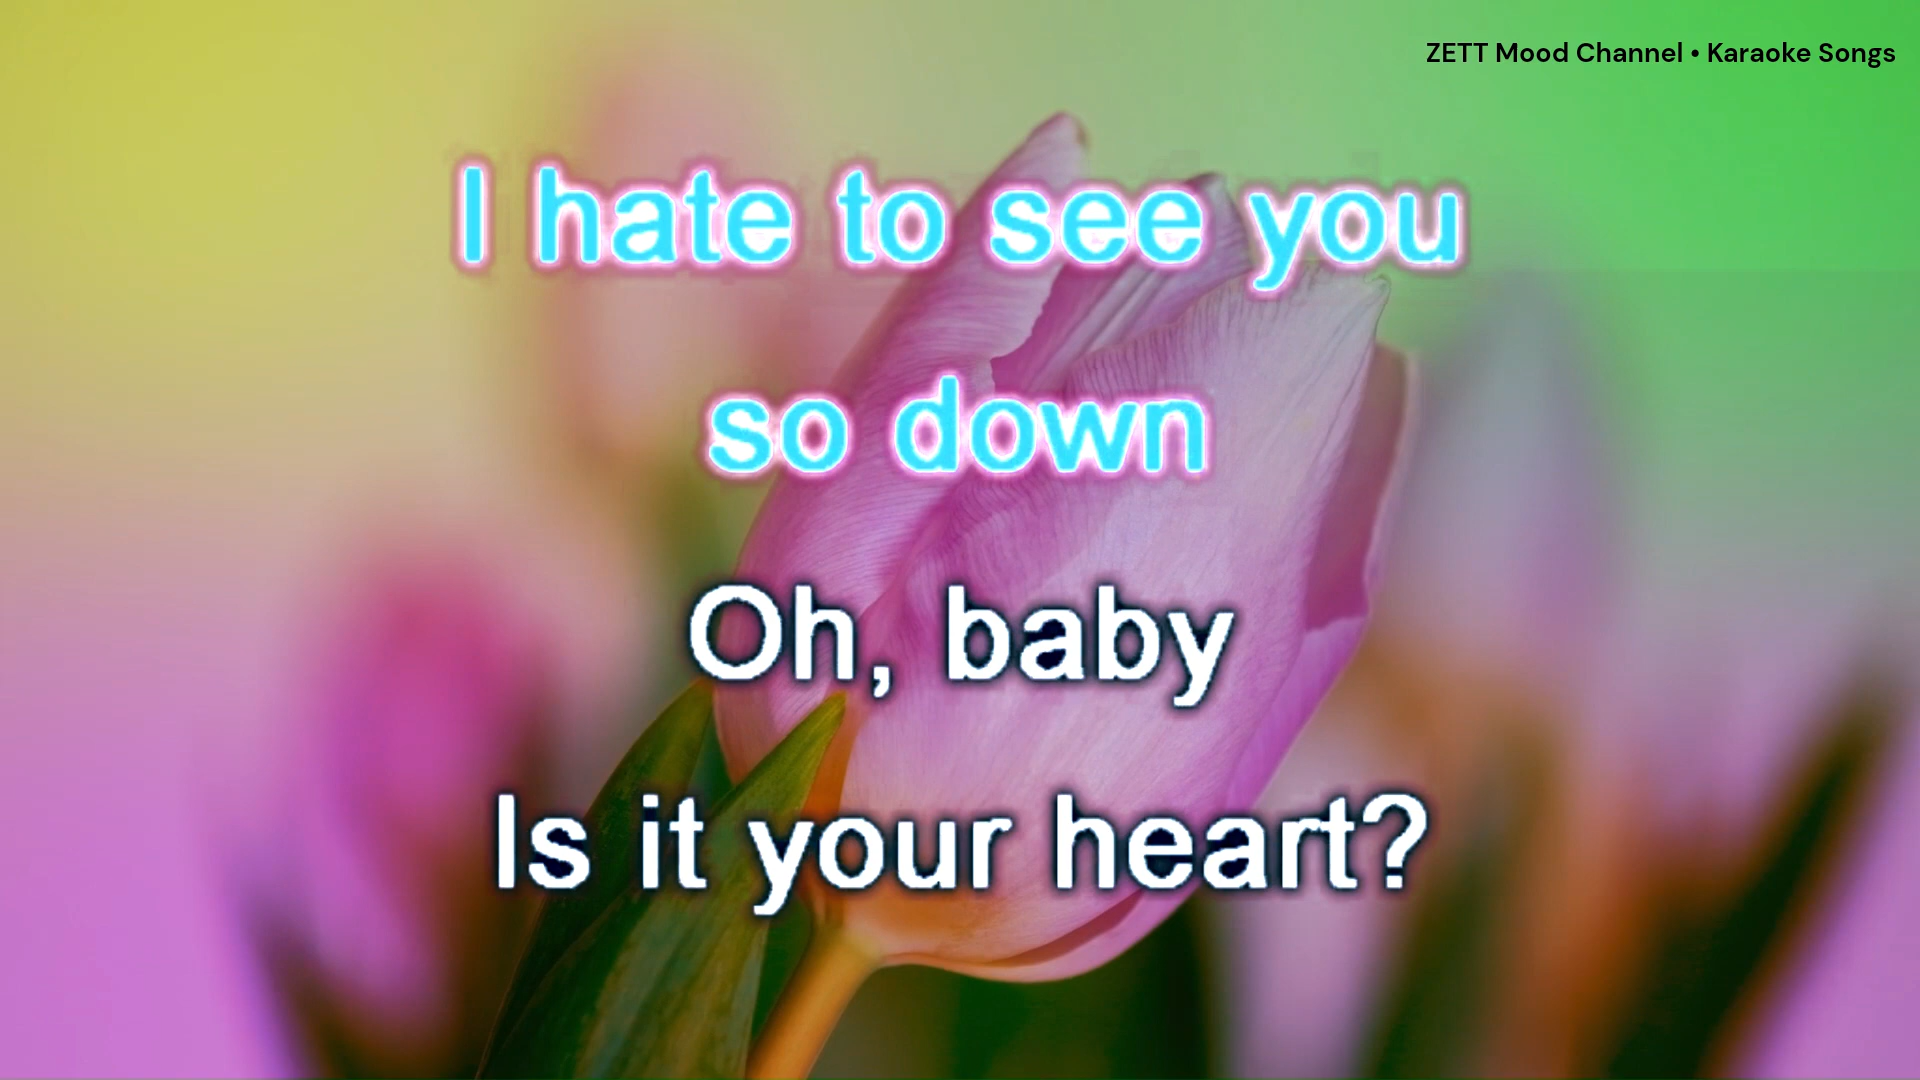 ZETT Mood Channel • Karaoke Songs
I hate to see you
so down
Oh, baby
Is it your heart?